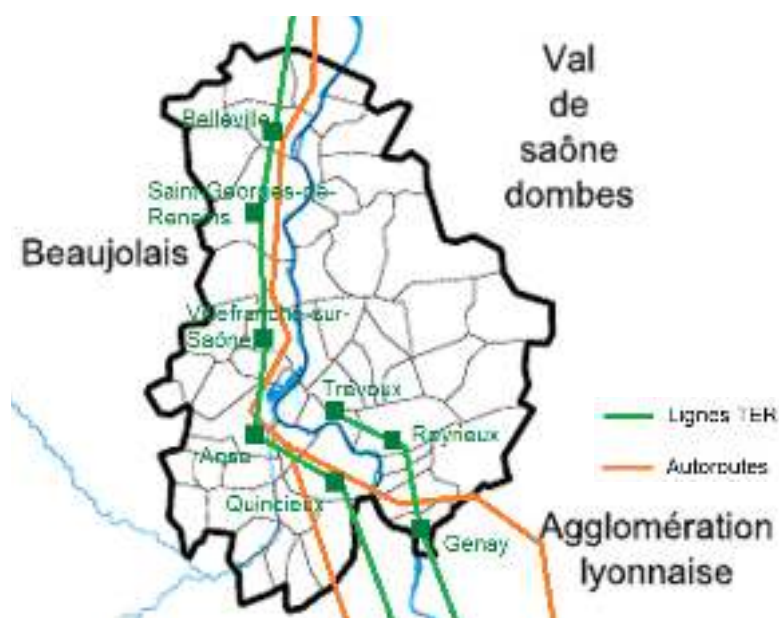 Val
de
saône
dombes
Belleville
Saint-Georges-de-
Reneins
Beaujolais
Villefranche-sur-
Saône
Trévoux
Reyrieux
Anse
Quincieux
Genay
Lignes TER
Autoroutes
Agglomération
lyonnaise